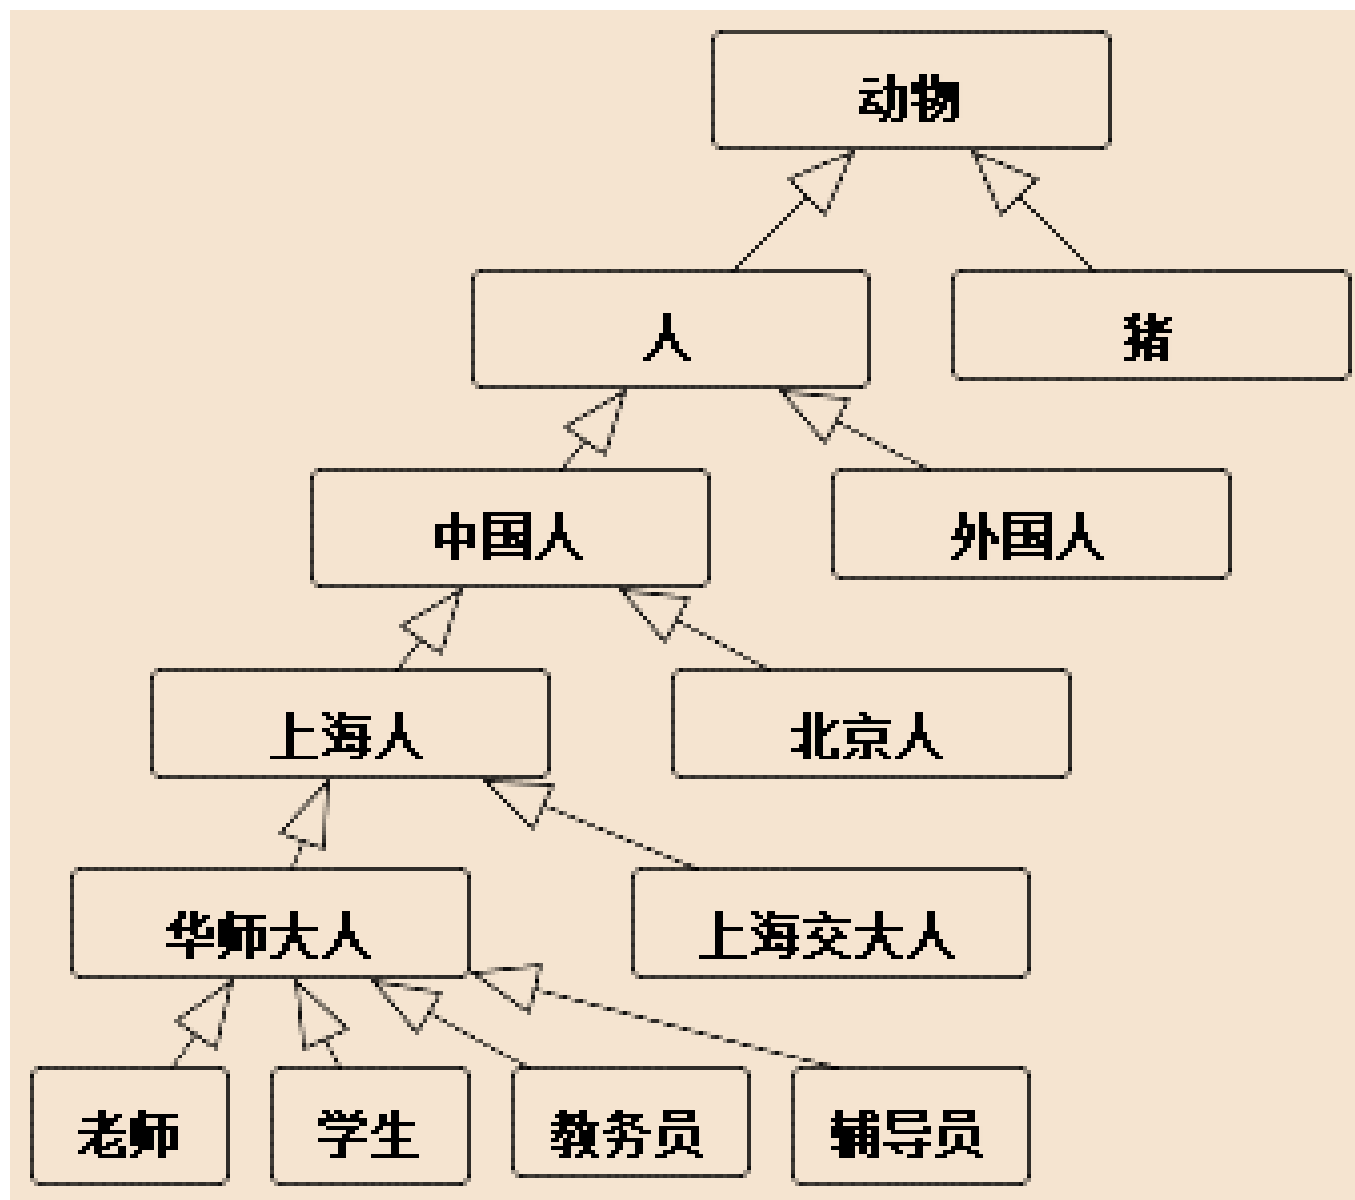 动物
人
猪
中国人
外国人
上海人
北京人
华师大人
上海交大人
老师
学生
教务员
辅导员